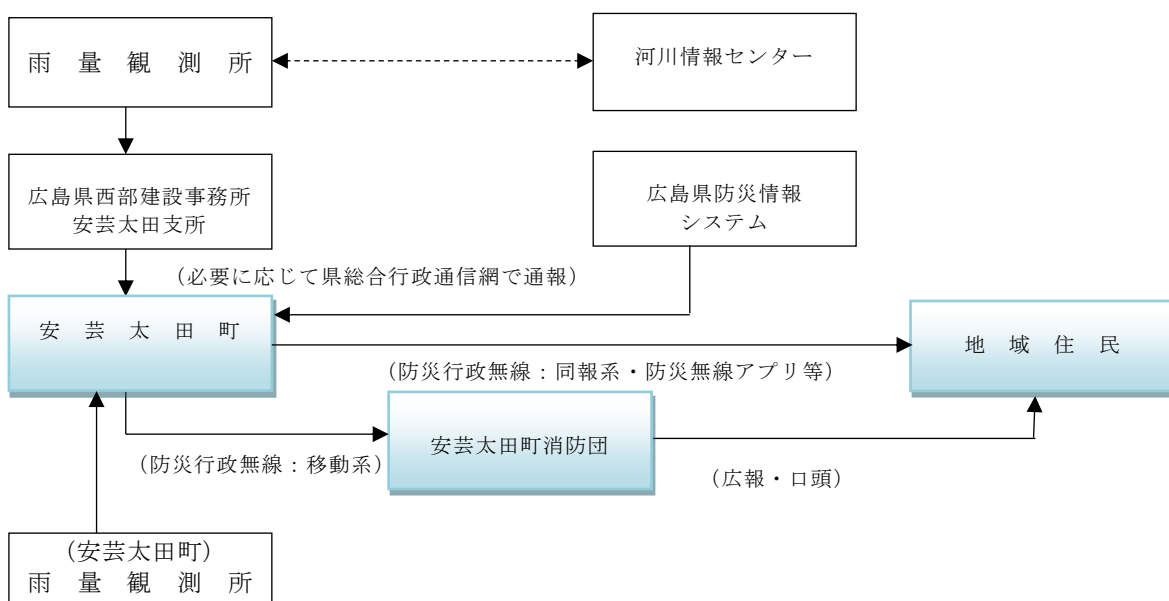 雨量観測所
河川情報センター
広島県西部建設事務所
安芸太田支所
広島県防災情報
システム
（必要に応じて県総合行政通信網で通報）
安芸太田町
地域住民
（防災行政無線：同報系・防災無線アプリ等）
安芸太田町消防団
（防災行政無線：移動系）
（広報・口頭）
（安芸太田町）
雨量観測所